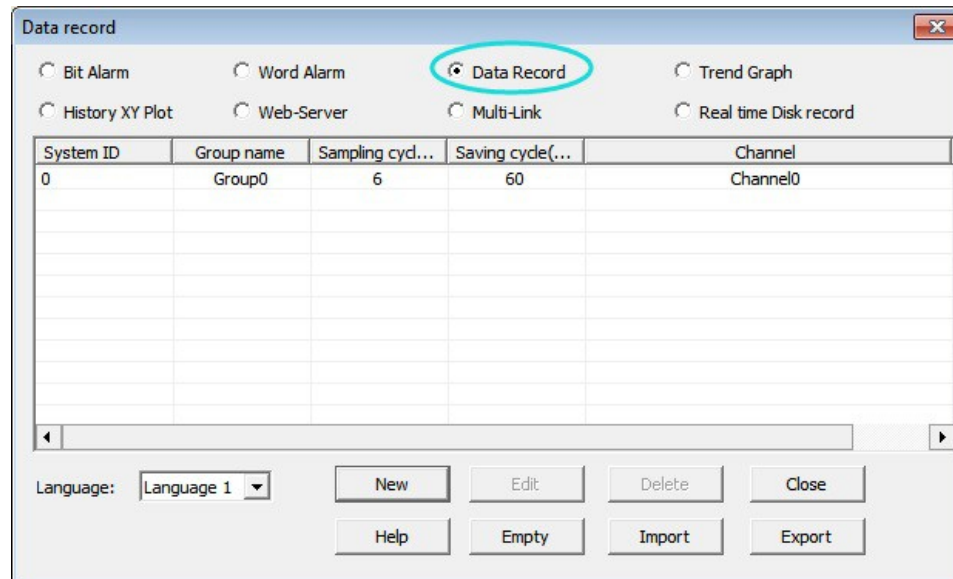 Data record
Bit Alarm Word Alarm Data Record Trend Graph
History XY Plot Web-Server Multi-Link Real time Disk record
System ID Group name Sampling cycl... Saving cycle(... Channel
0 Group0 6 60 Channel0
Language: Language 1 New Edit Delete Close
Help Empty Import Export